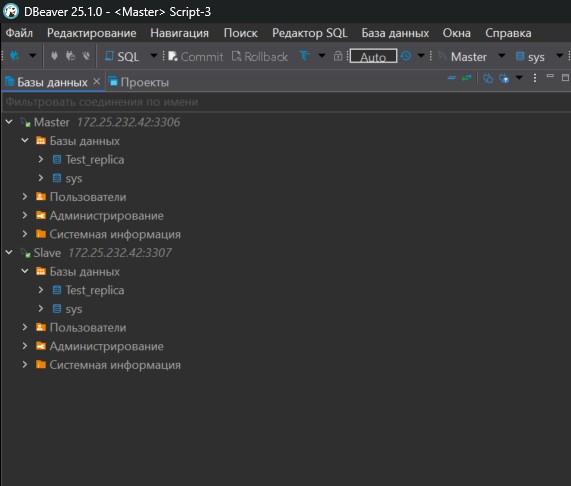 DBeaver 25.1.0 - <Master> Script-3
Файл Редактирование Навигация Поиск Редактор SQL База данных Окна Справка
SQL Commit Rollback Auto Master sys
Базы данных Проекты
Фильтровать соединения по имени
Master 172.25.232.42:3306
Базы данных
Test_replica
sys
Пользователи
Администрирование
Системная информация
Slave 172.25.232.42:3307
Базы данных
Test_replica
sys
Пользователи
Администрирование
Системная информация